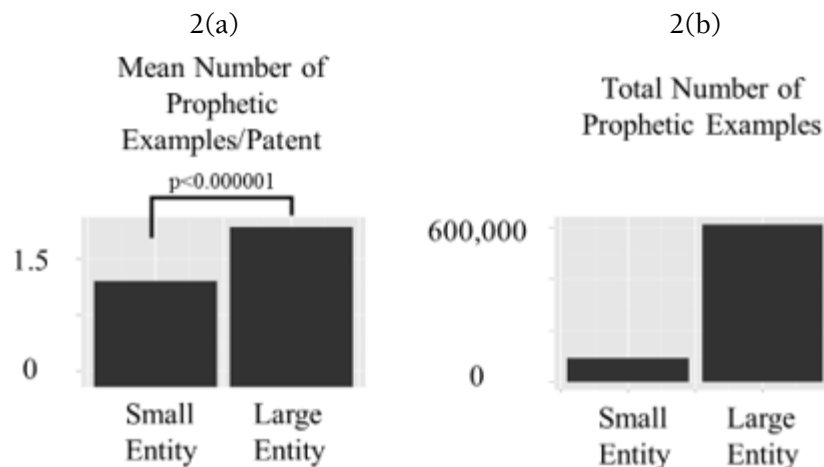 2(a)
Mean Number of
Prophetic
Examples/Patent
p<0.000001
1.5
0
Small
Entity
Large
Entity
2(b)
Total Number of
Prophetic Examples
600,000
0
Small
Entity
Large
Entity